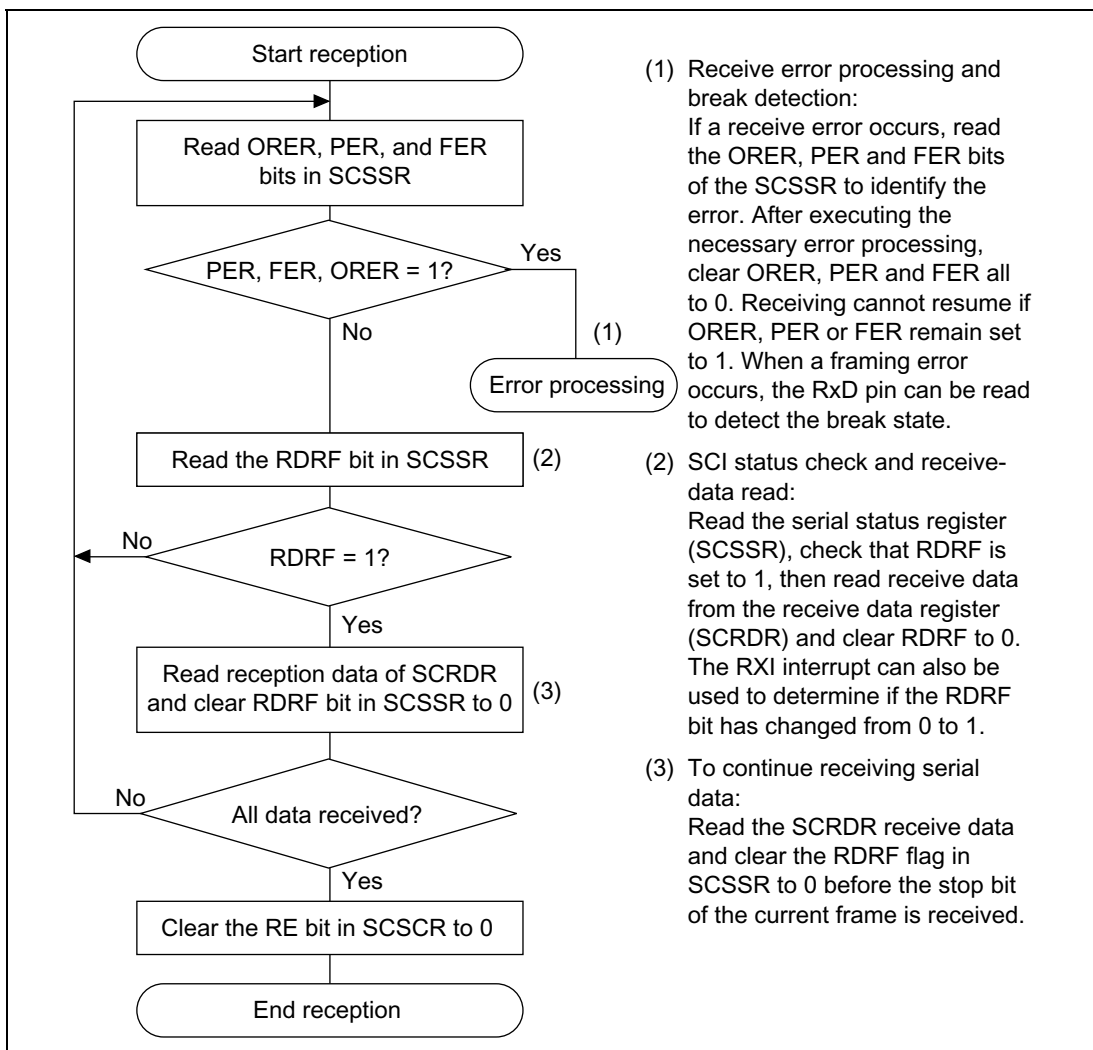 Start reception
Read ORER, PER, and FER
bits in SCSSR
PER, FER, ORER = 1?
Yes
No
(1)
Error processing
Read the RDRF bit in SCSSR
(2)
No
RDRF = 1?
Yes
Read reception data of SCRDR
and clear RDRF bit in SCSSR to 0
(3)
No
All data received?
Yes
Clear the RE bit in SCSCR to 0
End reception
(1) Receive error processing and
break detection:
If a receive error occurs, read
the ORER, PER and FER bits
of the SCSSR to identify the
error. After executing the
necessary error processing,
clear ORER, PER and FER all
to 0. Receiving cannot resume if
ORER, PER or FER remain set
to 1. When a framing error
occurs, the RxD pin can be read
to detect the break state.
(2) SCI status check and receive-
data read:
Read the serial status register
(SCSSR), check that RDRF is
set to 1, then read receive data
from the receive data register
(SCRDR) and clear RDRF to 0.
The RXI interrupt can also be
used to determine if the RDRF
bit has changed from 0 to 1.
(3) To continue receiving serial
data:
Read the SCRDR receive data
and clear the RDRF flag in
SCSSR to 0 before the stop bit
of the current frame is received.